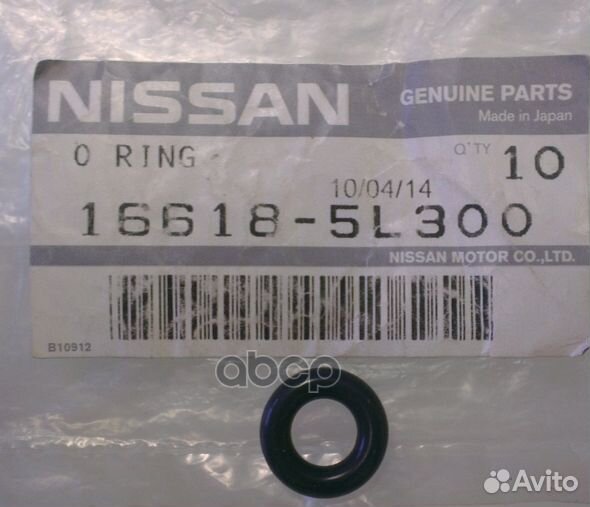 NISSAN
GENUINE PARTS
Made in Japan
O RING
Q'TY 10
10/04/14
16618-5L300
NISSAN MOTOR CO.,LTD.
B10912
abcp
Avito